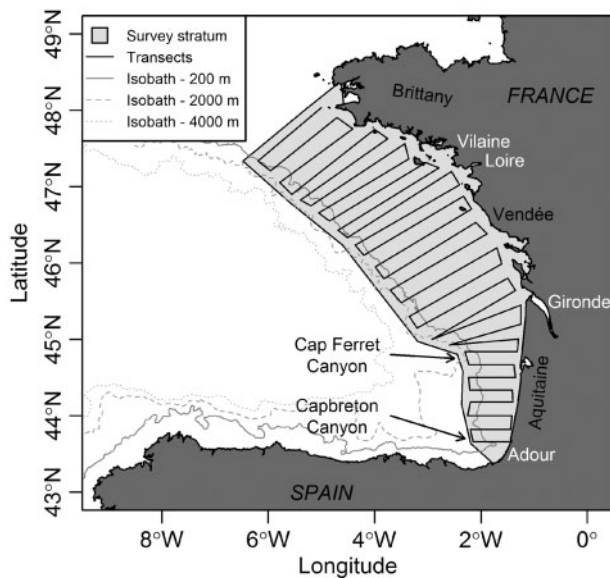 Survey stratum
Transects
Isobath - 200 m
Isobath - 2000 m
Isobath - 4000 m
Brittany
FRANCE
Vilaine
Loire
Vendée
Gironde
Cap Ferret
Canyon
Aquitaine
Capbreton
Canyon
Adour
SPAIN
Latitude
49°N
48°N
47°N
46°N
45°N
44°N
43°N
8°W
6°W
4°W
2°W
0°
Longitude